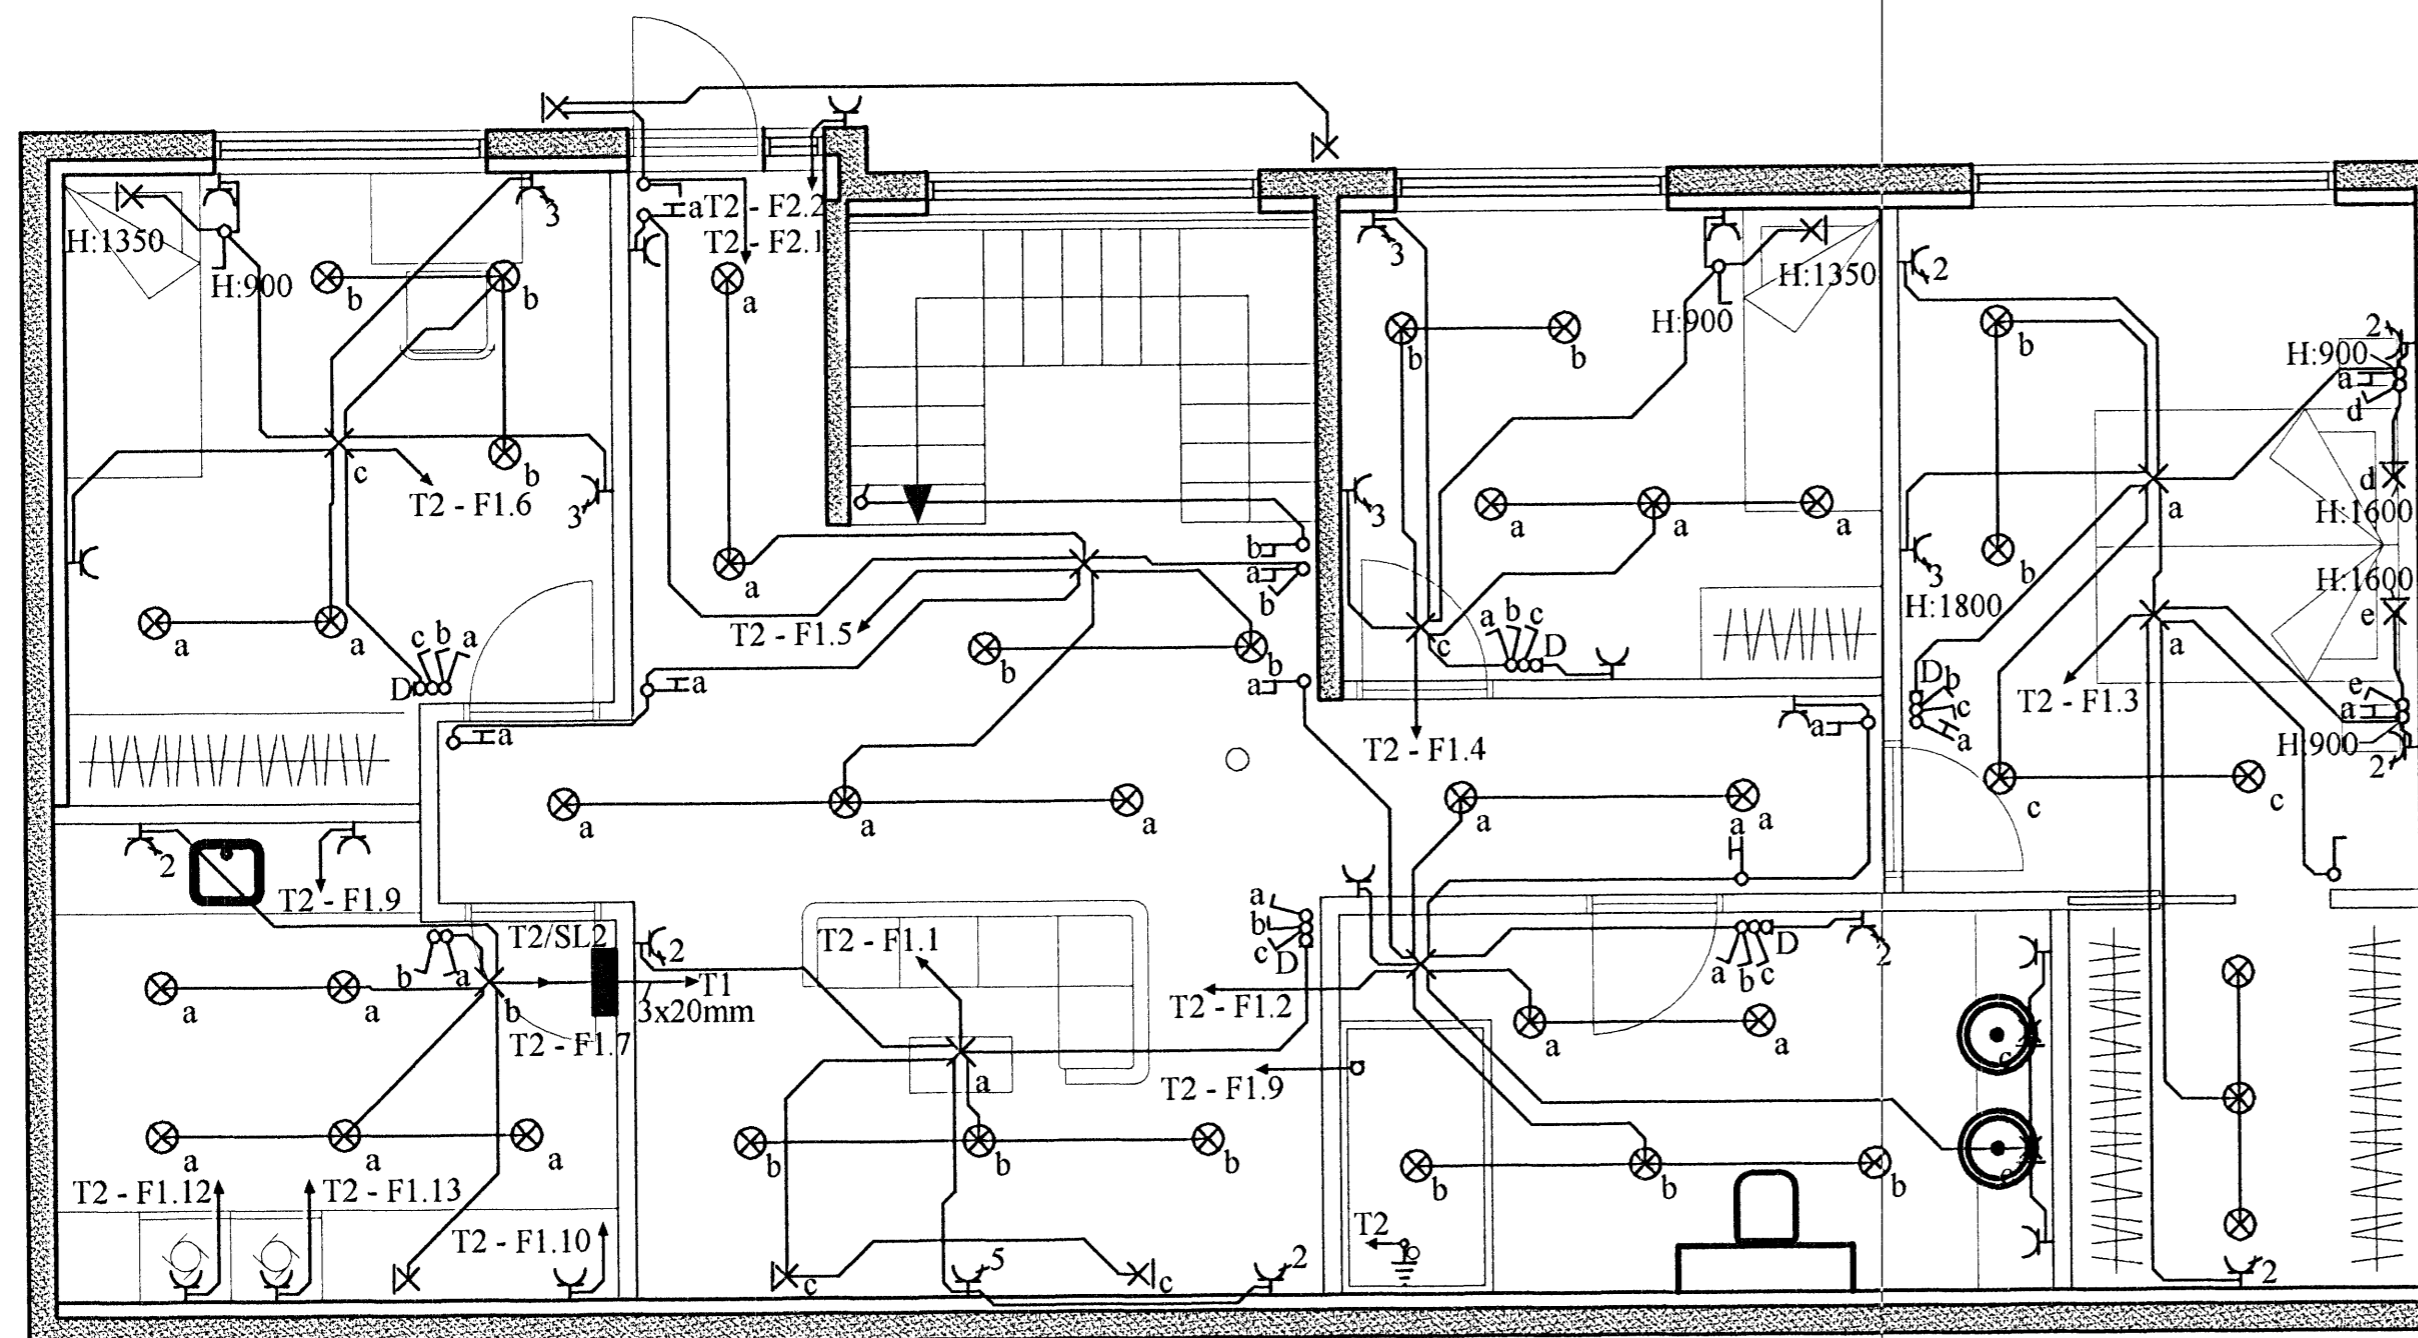 3
aT2 - F2.2
T2 - F2.1
H:1350
H:900
b
b
a
3
H:1350
H:900
2
b
b
b
2
H:900
a
d
c
b
T2 - F1.6
3
3
a
a
a
a
d
H:1600
b
a
b
a
b
3
H:1800
H:1600
e
T2 - F1.5
a
a
c b a
D
b
b
a
a b c
D
c
T2 - F1.4
a
D
b
c
a
T2 - F1.3
e
a
H:900
2
a
a
a
a
a
a
a
a
c
c
2
T2 - F1.9
T2/SL2
b
a
b
2
T1
3x20mm
T2 - F1.7
T2 - F1.1
a
b
c
D
T2 - F1.2
a
b
c
D
2
a
a
a
a
a
T2 - F1.9
c
a
a
a
b
b
b
b
b
b
c
T2 - F1.12
T2 - F1.13
T2 - F1.10
T2
c
5
c
2
2